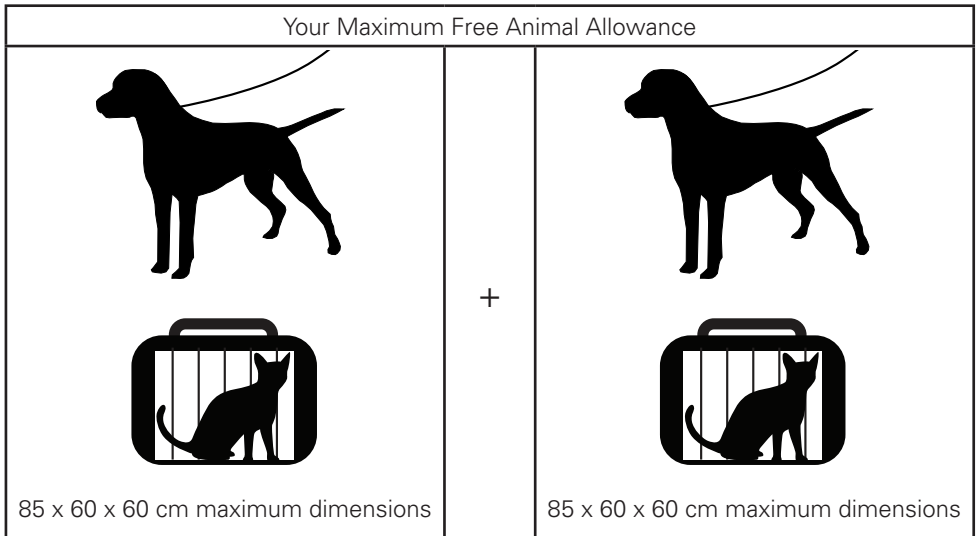 Your Maximum Free Animal Allowance
+
85 x 60 x 60 cm maximum dimensions
85 x 60 x 60 cm maximum dimensions